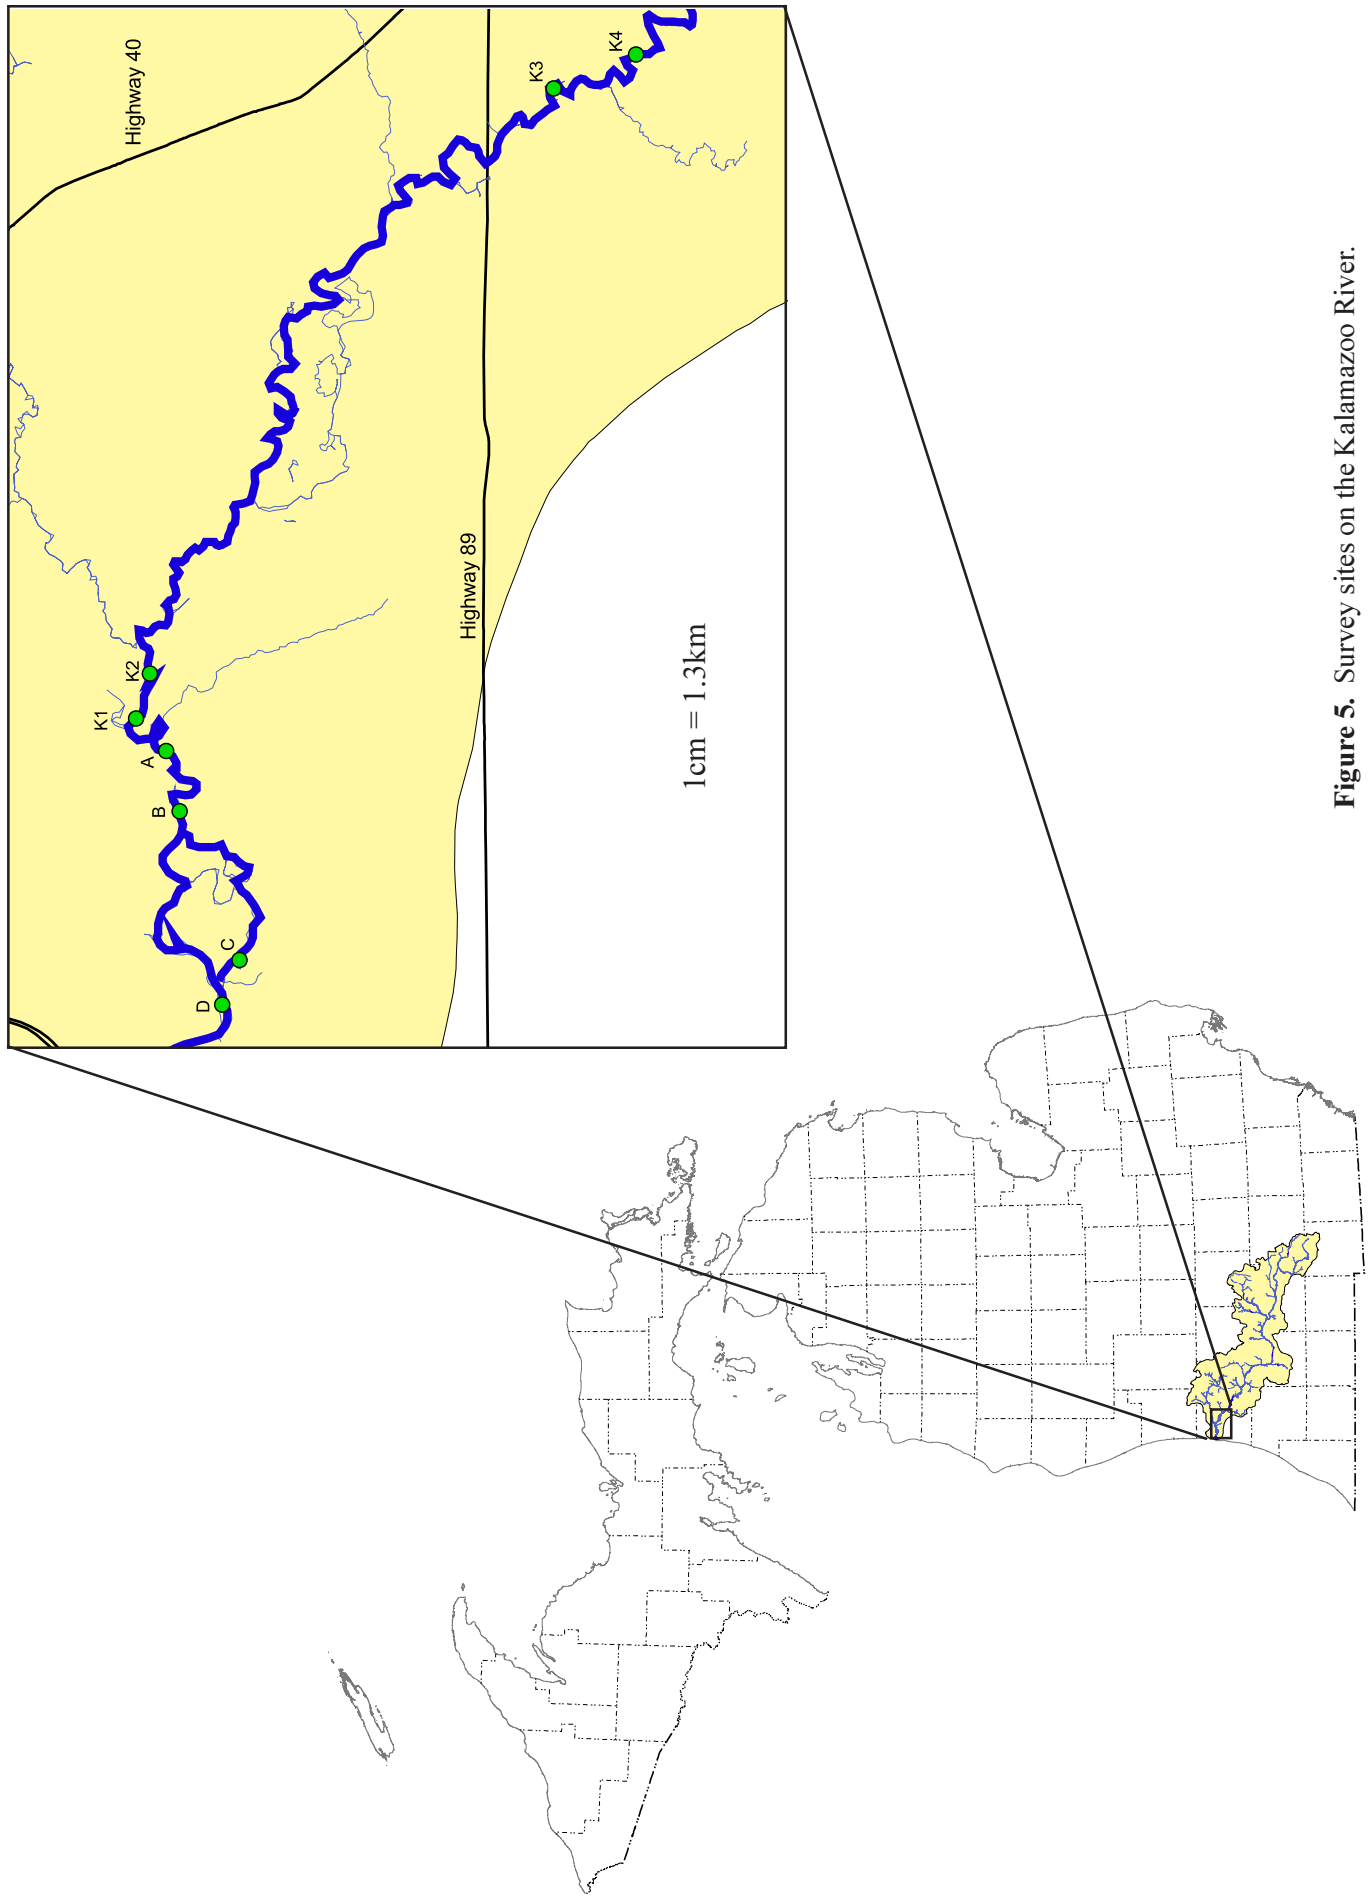 Highway 40
K4
K3
K2
K1
A
B
C
D
Highway 89
1cm = 1.3km
Figure 5. Survey sites on the Kalamazoo River.